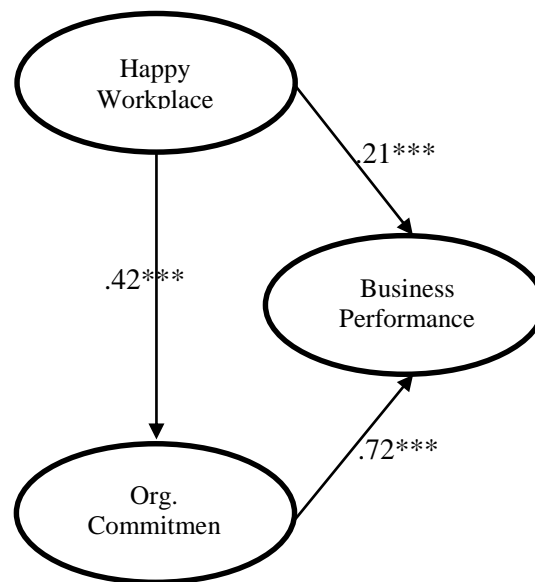 Happy
Workplace
.21***
.42***
Business
Performance
.72***
Org.
Commitmen